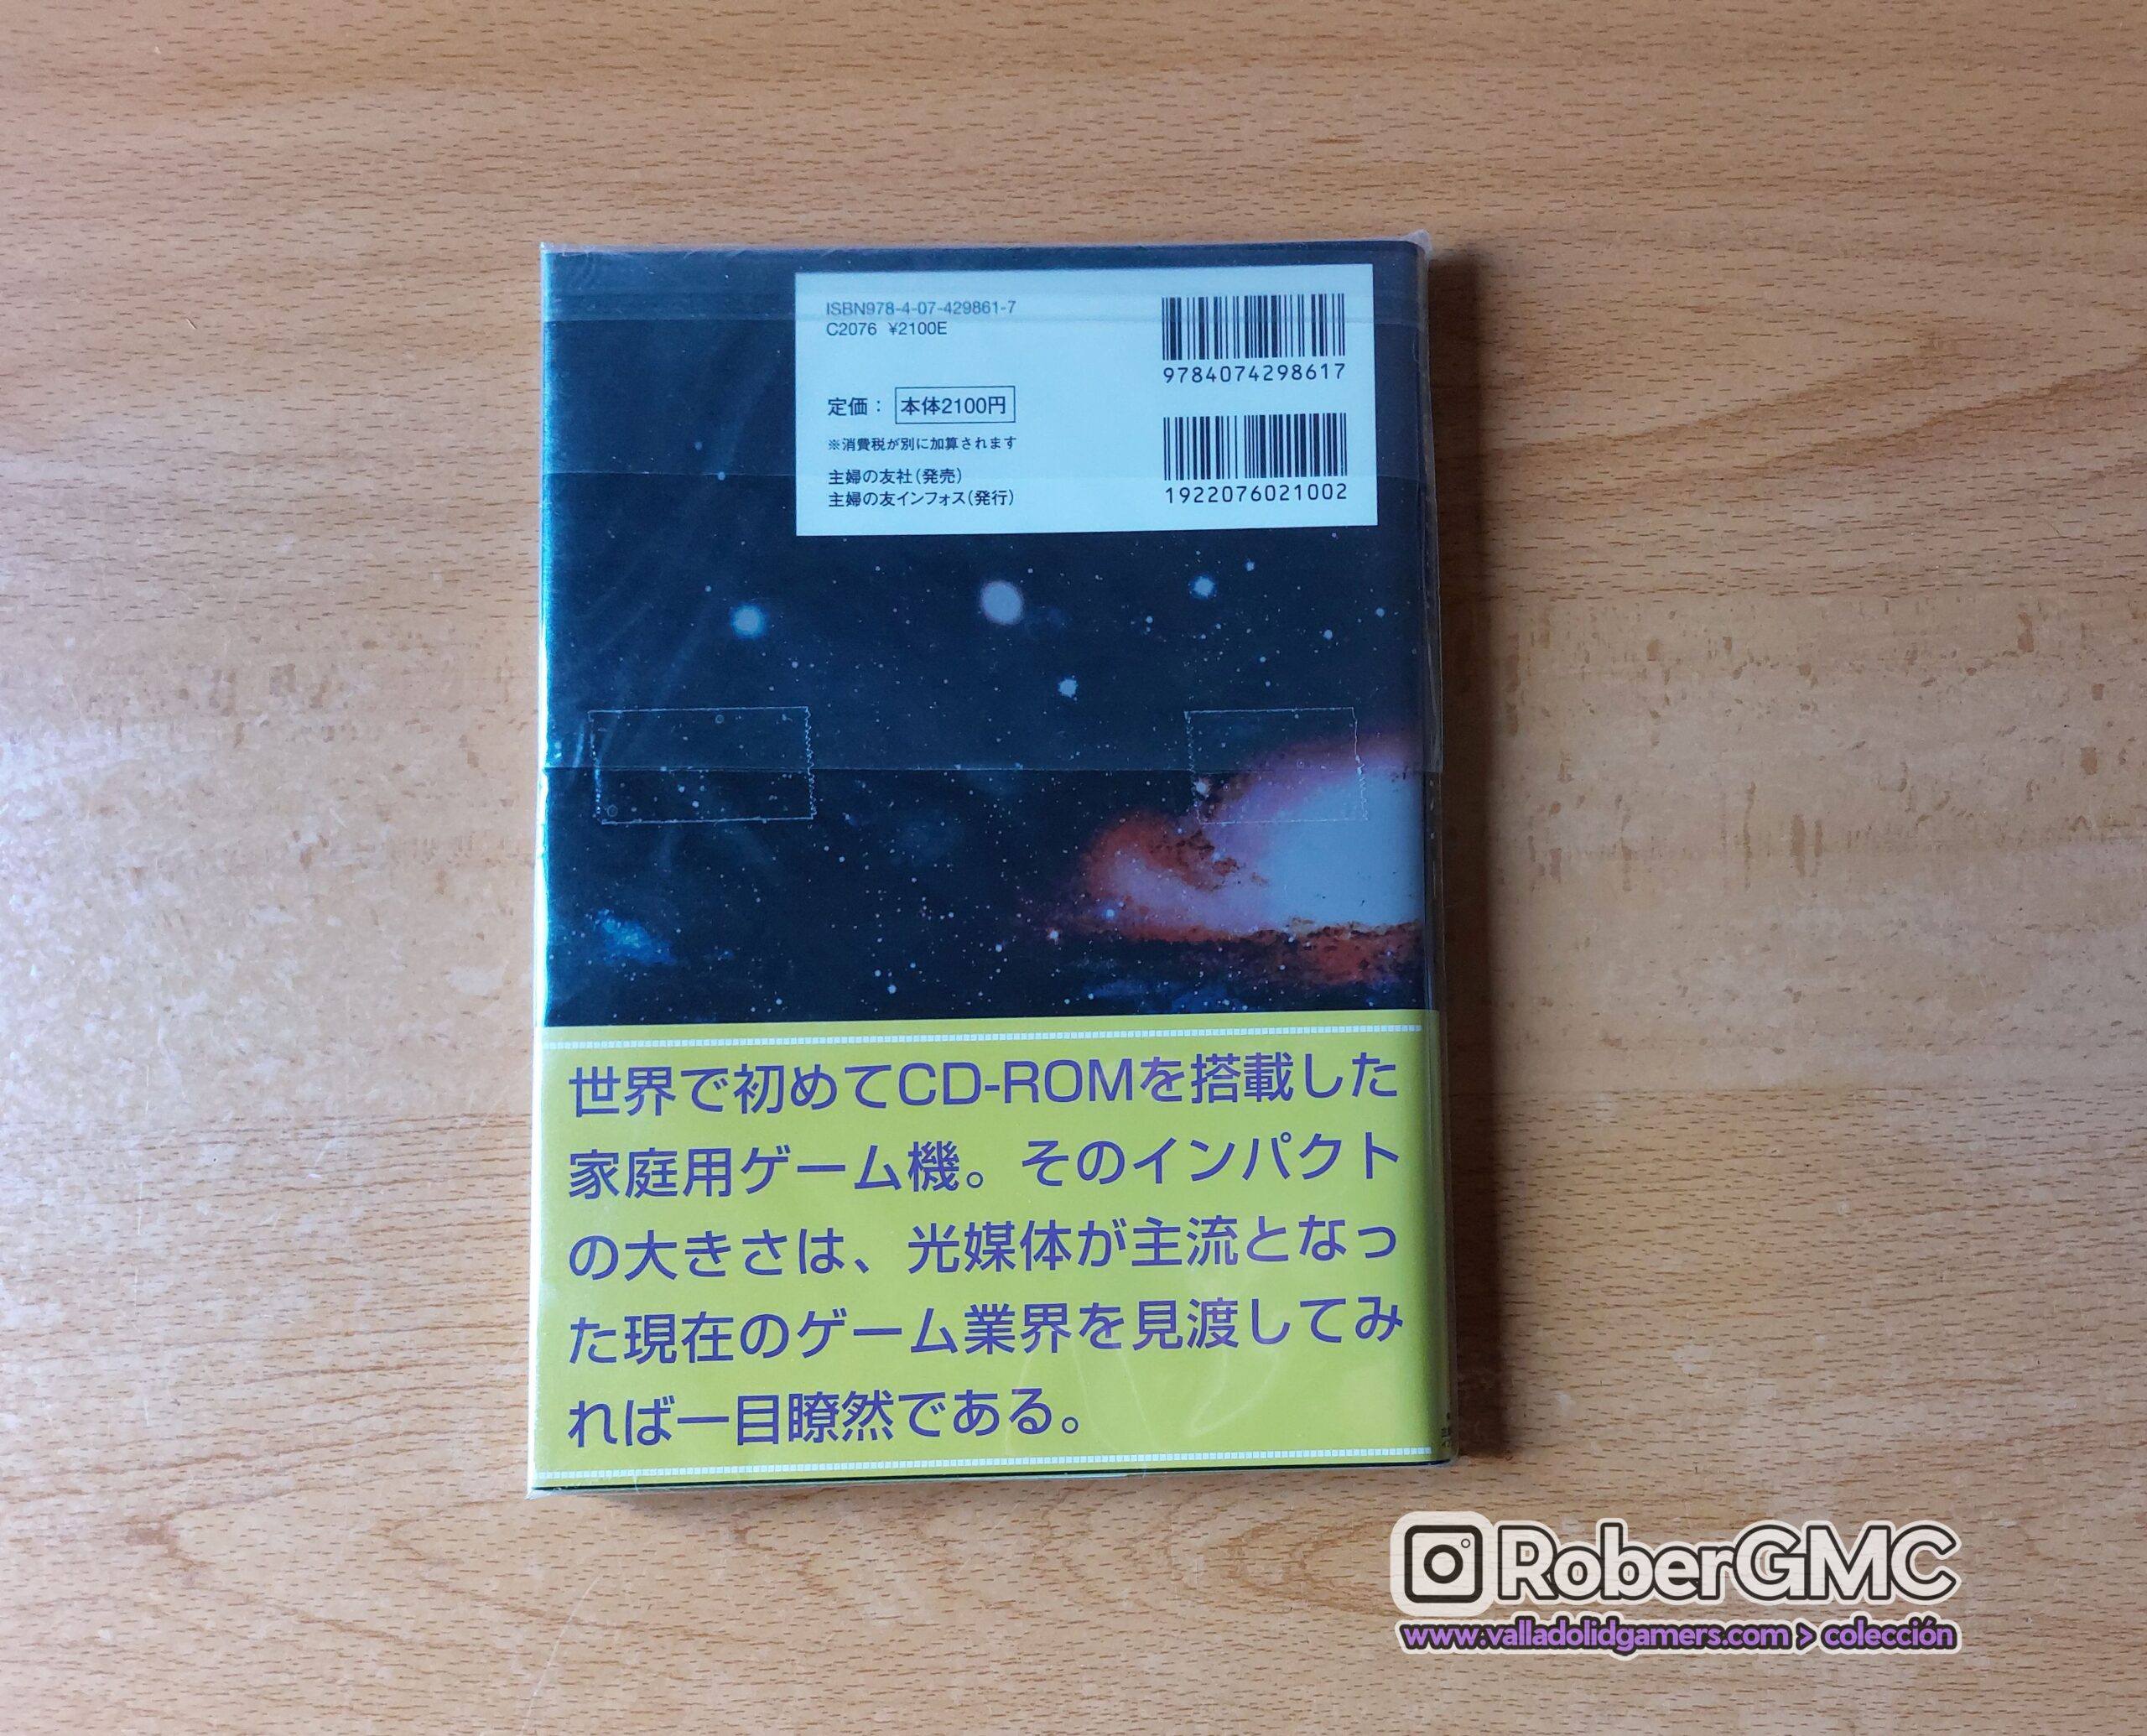 ISBN978-4-07-429861-7
C2076 ¥2100E
9784074298617
定価： 本体2100円
※消費税が別に加算されます
主婦の友社(発売)
主婦の友インフォス(発行)
1922076021002
世界で初めてCD-ROMを搭載した
家庭用ゲーム機。そのインパクト
の大きさは、光媒体が主流となっ
た現在のゲーム業界を見渡してみ
れば一目瞭然である。
RoberGMC
www.valladolidgamers.com > colección